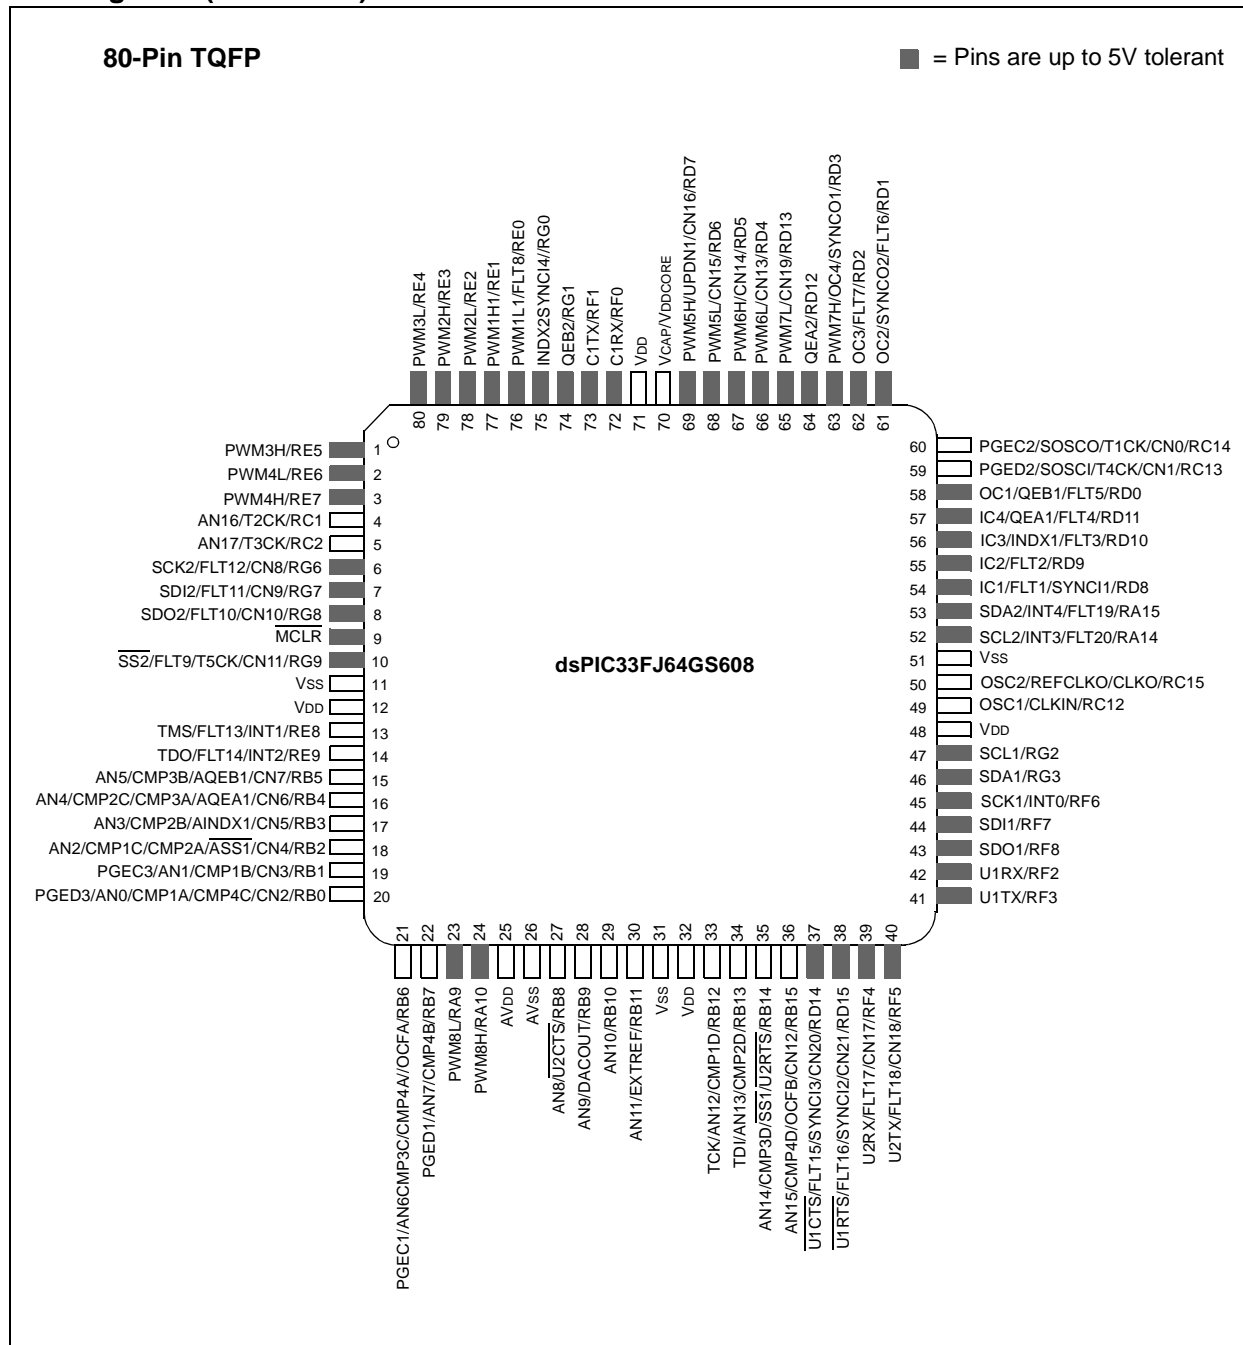 80-Pin TQFP
= Pins are up to 5V tolerant
PWM3L/RE4
PWM2H/RE3
PWM2L/RE2
PWM1H1/RE1
PWM1L1/FLT8/RE0
INDX2SYNCI4//RG0
QEB2/RG1
C1TX/RF1
C1RX/RF0
VDD
VCAP/VDDCORE
PWM5H/UPDN1/CN16/RD7
PWM5L/CN15/RD6
PWM6H/CN14/RD5
PWM6L/CN13/RD4
PWM7L/CN19/RD13
QEA2/RD12
PWM7H/OC4/SYNCO1/RD3
OC3/FLT7/RD2
OC2/SYNCO2/FLT6/RD1
80
79
78
77
76
75
74
73
72
71
70
69
68
67
66
65
64
63
62
61
PWM3H/RE5 1
PWM4L/RE6 2
PWM4H/RE7 3
AN16/T2CK/RC1 4
AN17/T3CK/RC2 5
SCK2/FLT12/CN8/RG6 6
SDI2/FLT11/CN9/RG7 7
SDO2/FLT10/CN10/RG8 8
MCLR 9
SS2/FLT9/T5CK/CN11/RG9 10
VSS 11
VDD 12
TMS/FLT13/INT1/RE8 13
TDO/FLT14/INT2/RE9 14
AN5/CMP3B/AQEB1/CN7/RB5 15
AN4/CMP2C/CMP3A/AQEA1/CN6/RB4 16
AN3/CMP2B/AINDX1/CN5/RB3 17
AN2/CMP1C/CMP2A/ASS1/CN4/RB2 18
PGEC3/AN1/CMP1B/CN3/RB1 19
PGED3/AN0/CMP1A/CMP4C/CN2/RB0 20
dsPIC33FJ64GS608
60 PGEC2/SOSCO/T1CK/CN0/RC14
59 PGED2/SOSCI/T4CK/CN1/RC13
58 OC1/QEB1/FLT5/RD0
57 IC4/QEA1/FLT4/RD11
56 IC3/INDX1/FLT3/RD10
55 IC2/FLT2/RD9
54 IC1/FLT1/SYNCI1/RD8
53 SDA2/INT4/FLT19/RA15
52 SCL2/INT3/FLT20/RA14
51 VSS
50 OSC2/REFCLKO/CLKO/RC15
49 OSC1/CLKIN/RC12
48 VDD
47 SCL1/RG2
46 SDA1/RG3
45 SCK1/INT0/RF6
44 SDI1/RF7
43 SDO1/RF8
42 U1RX/RF2
41 U1TX/RF3
21
22
23
24
25
26
27
28
29
30
31
32
33
34
35
36
37
38
39
40
PGEC1/AN6CMP3C/CMP4A//OCFA/RB6
PGED1/AN7/CMP4B/RB7
PWM8L/RA9
PWM8H/RA10
AVDD
AVSS
AN8/U2CTS/RB8
AN9/DACOUT/RB9
AN10/RB10
AN11/EXTREF/RB11
VSS
VDD
TCK/AN12/CMP1D/RB12
TDI/AN13/CMP2D/RB13
AN14/CMP3D/SS1/U2RTS/RB14
AN15/CMP4D/OCFB/CN12/RB15
U1CTS/FLT15/SYNCI3/CN20/RD14
U1RTS/FLT16/SYNCI2/CN21/RD15
U2RX/FLT17/CN17/RF4
U2TX/FLT18/CN18/RF5